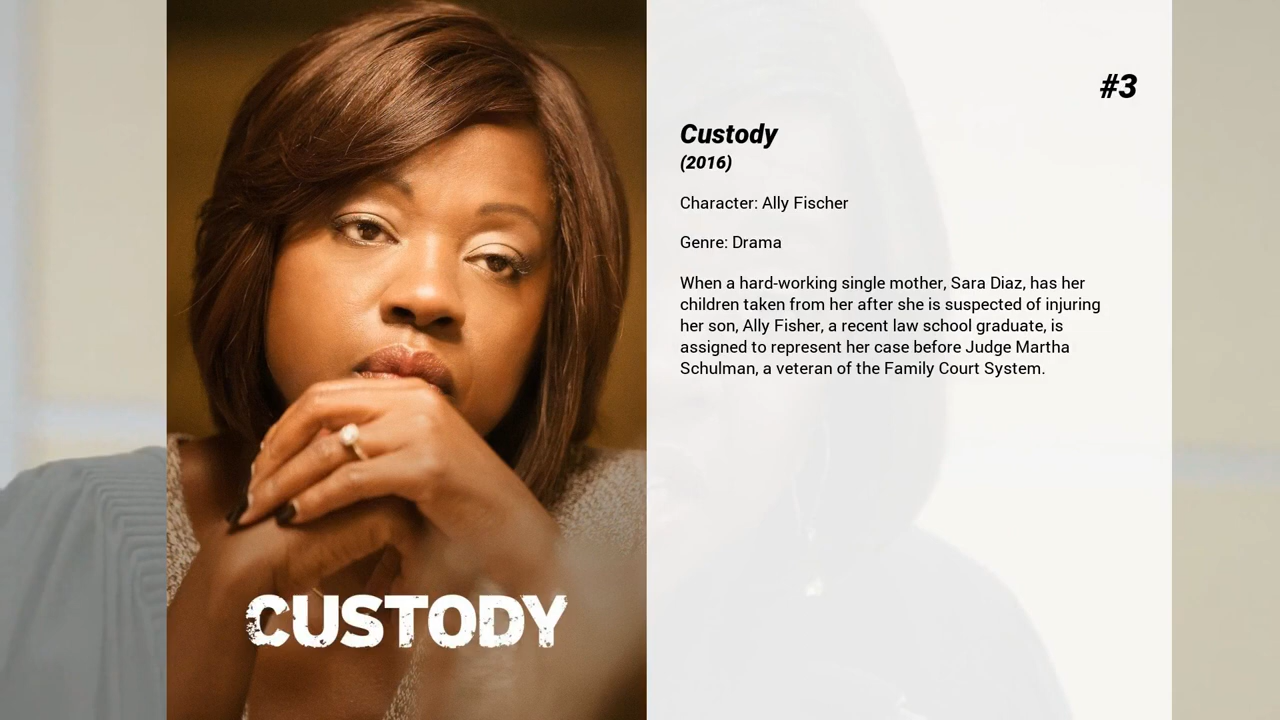 #3
Custody
(2016)
Character: Ally Fischer
Genre: Drama
When a hard-working single mother, Sara Diaz, has her
children taken from her after she is suspected of injuring
her son, Ally Fisher, a recent law school graduate, is
assigned to represent her case before Judge Martha
Schulman, a veteran of the Family Court System.
CUSTODY